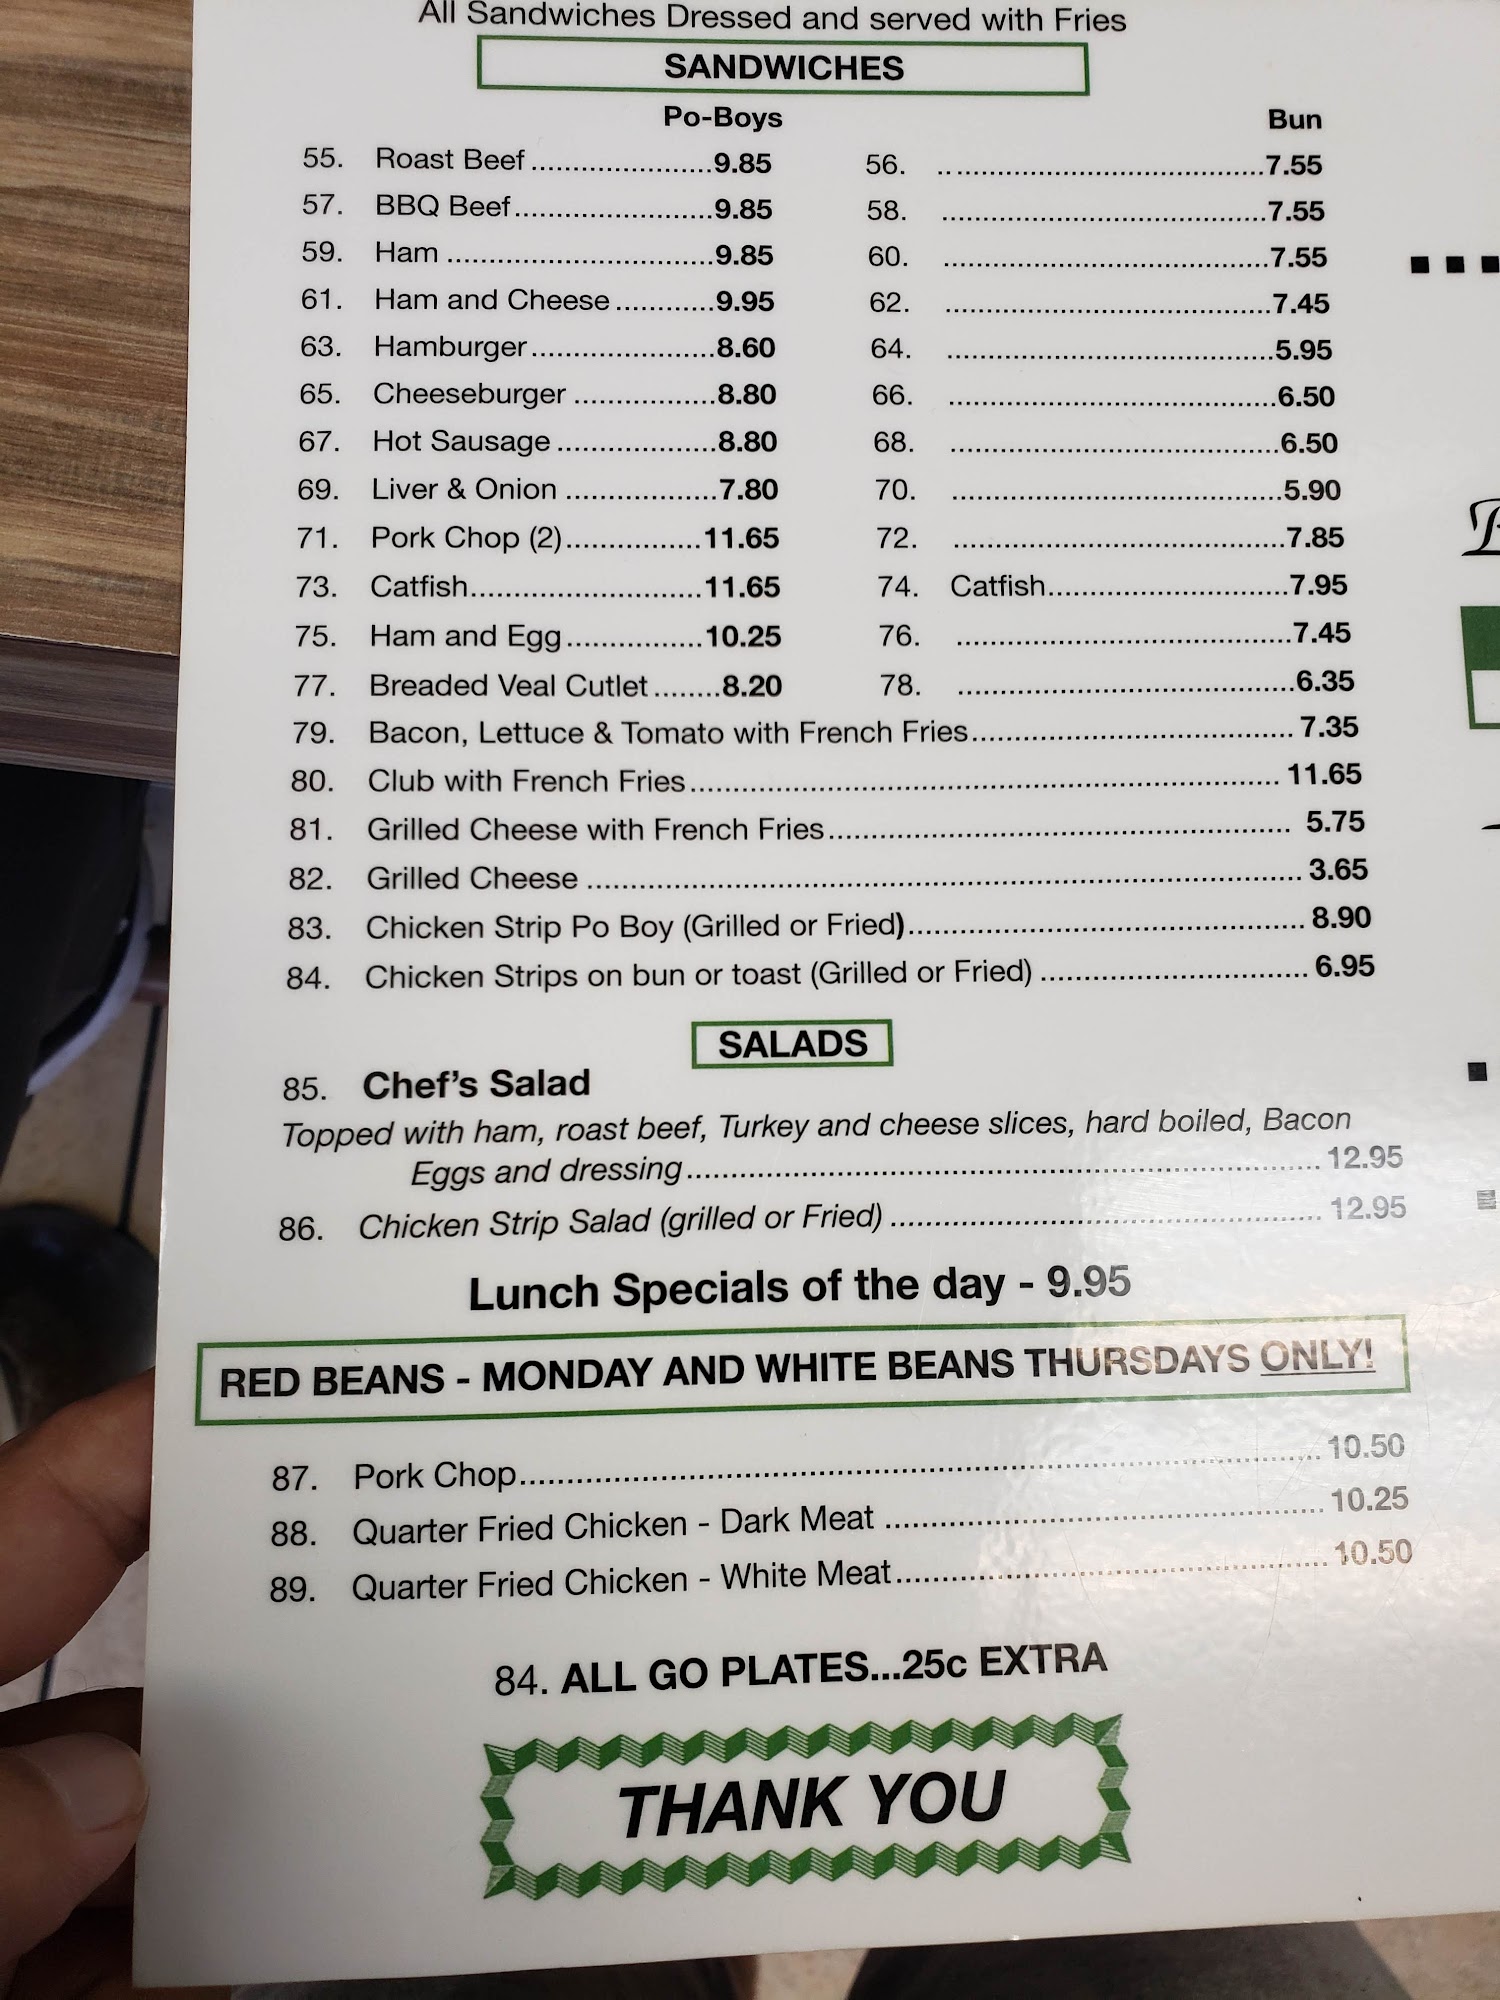 All Sandwiches Dressed and served with Fries
SANDWICHES
Po-Boys Bun
55. Roast Beef......................9.85 56. .......................................7.55
57. BBQ Beef........................9.85 58. .......................................7.55
59. Ham ................................9.85 60. .......................................7.55
61. Ham and Cheese............9.95 62. .......................................7.45
63. Hamburger......................8.60 64. .......................................5.95
65. Cheeseburger .................8.80 66. .......................................6.50
67. Hot Sausage...................8.80 68. .......................................6.50
69. Liver & Onion ..................7.80 70. .......................................5.90
71. Pork Chop (2)................11.65 72. .......................................7.85
73. Catfish...........................11.65 74. Catfish.............................7.95
75. Ham and Egg................10.25 76. .......................................7.45
77. Breaded Veal Cutlet........8.20 78. .......................................6.35
79. Bacon, Lettuce & Tomato with French Fries...................................... 7.35
80. Club with French Fries...................................................................... 11.65
81. Grilled Cheese with French Fries....................................................... 5.75
82. Grilled Cheese ..................................................................................... 3.65
83. Chicken Strip Po Boy (Grilled or Fried)............................................... 8.90
84. Chicken Strips on bun or toast (Grilled or Fried) ................................ 6.95
SALADS
85. Chef's Salad
Topped with ham, roast beef, Turkey and cheese slices, hard boiled, Bacon
Eggs and dressing..................................................................... 12.95
86. Chicken Strip Salad (grilled or Fried) ............................................... 12.95
Lunch Specials of the day - 9.95
RED BEANS - MONDAY AND WHITE BEANS THURSDAYS ONLY!
87. Pork Chop....................................................................................... 10.50
88. Quarter Fried Chicken - Dark Meat ................................................ 10.25
89. Quarter Fried Chicken - White Meat............................................... 10.50
84. ALL GO PLATES...25c EXTRA
THANK YOU